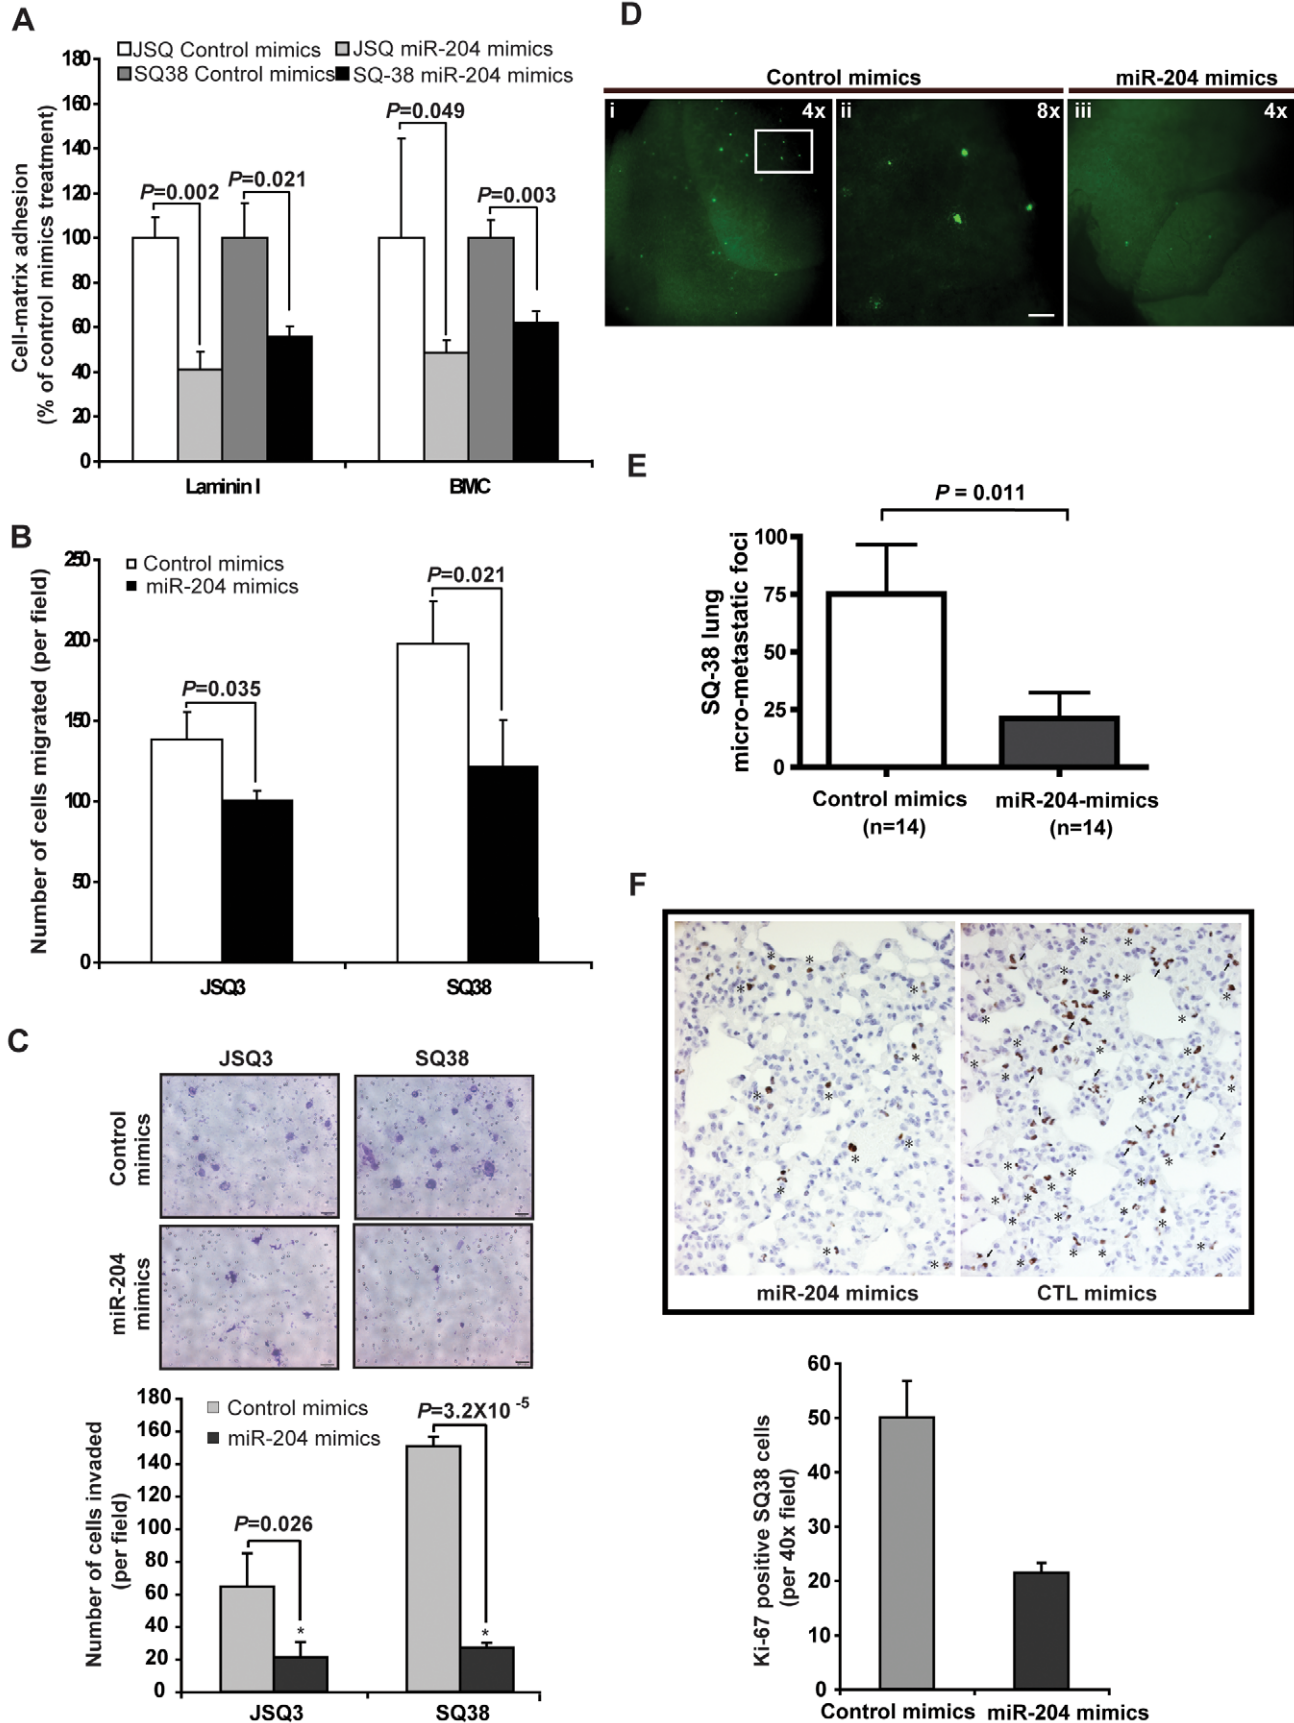 A
JSQ Control mimics
JSQ miR-204 mimics
SQ38 Control mimics
SQ-38 miR-204 mimics
Cell-matrix adhesion
(% of control mimics treatment)
180
160
140
120
100
80
60
40
20
0
P=0.002
P=0.021
P=0.049
P=0.003
Laminin I
BMC
B
Control mimics
miR-204 mimics
Number of cells migrated (per field)
250
200
150
100
50
0
P=0.035
P=0.021
JSQ3
SQ38
C
JSQ3
SQ38
Control
mimics
miR-204
mimics
Control mimics
miR-204 mimics
Number of cells invaded
(per field)
180
160
140
120
100
80
60
40
20
0
P=0.026
P=3.2X10 -5
*
*
JSQ3
SQ38
D
Control mimics
miR-204 mimics
i
4x
ii
8x
iii
4x
E
P = 0.011
SQ-38 lung
micro-metastatic foci
100
75
50
25
0
Control mimics
(n=14)
miR-204-mimics
(n=14)
F
miR-204 mimics
CTL mimics
Ki-67 positive SQ38 cells
(per 40x field)
60
50
40
30
20
10
0
Control mimics
miR-204 mimics